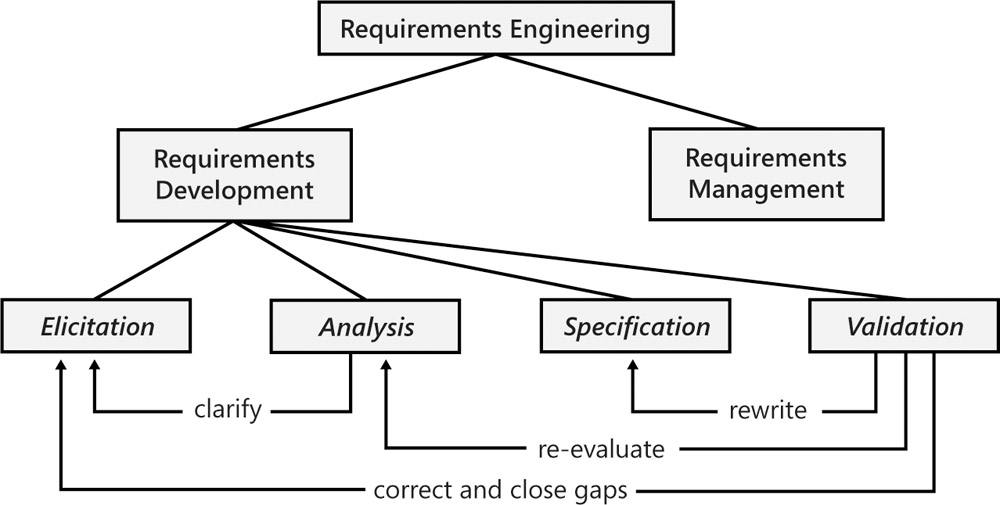 Requirements Engineering
Requirements
Development
Requirements
Management
Elicitation
Analysis
Specification
Validation
clarify
rewrite
re-evaluate
correct and close gaps